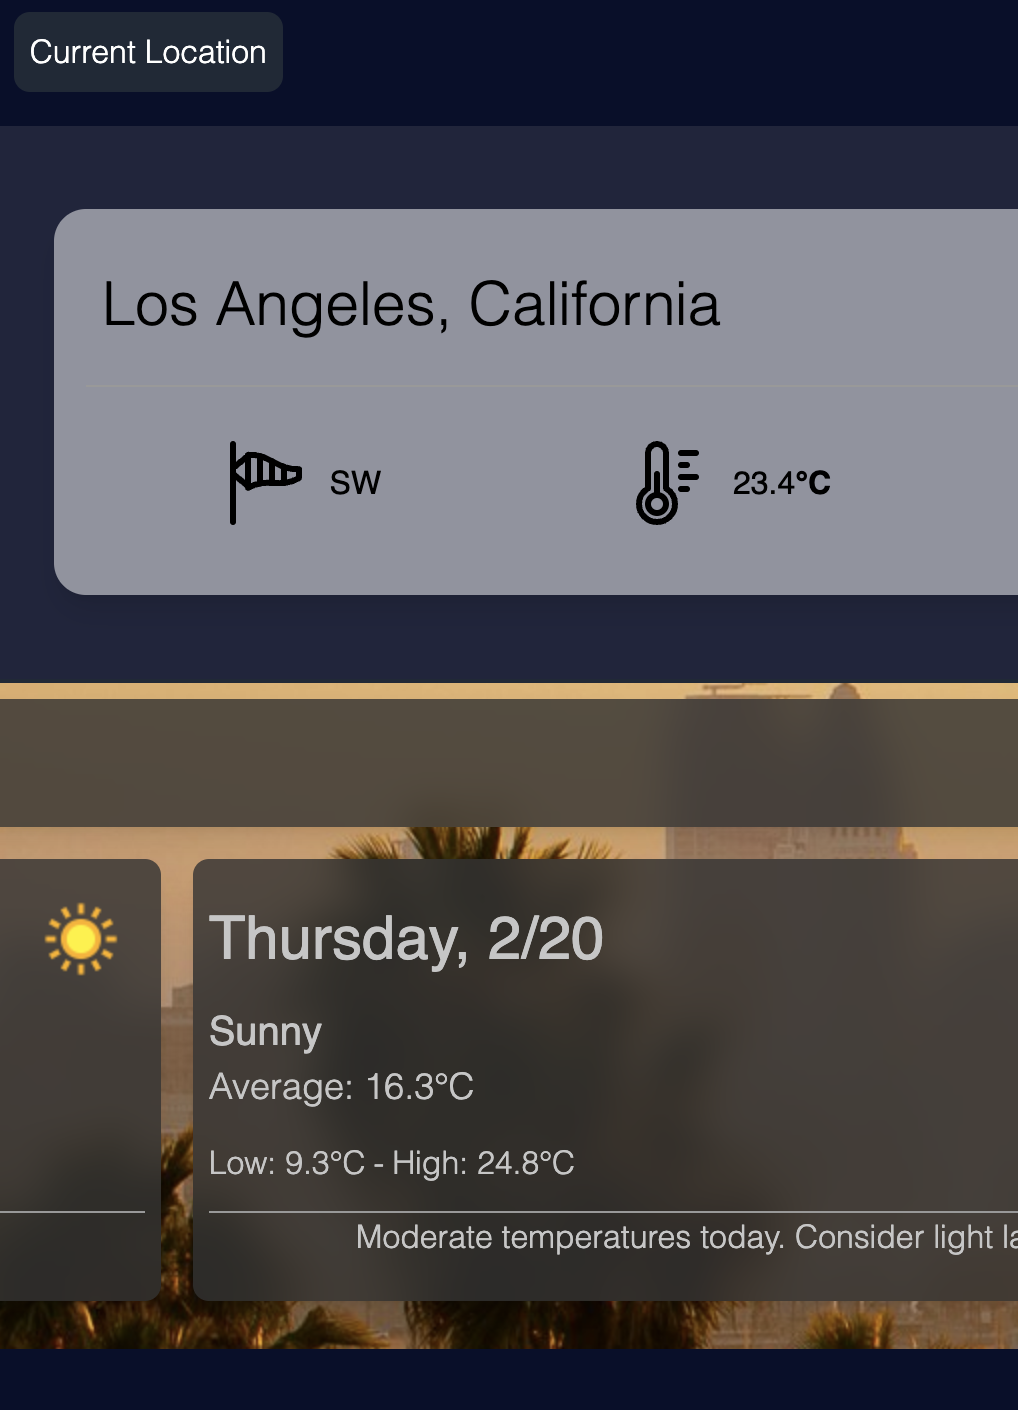 Current Location
Los Angeles, California
SW
23.4°C
Thursday, 2/20
Sunny
Average: 16.3°C
Low: 9.3°C - High: 24.8°C
Moderate temperatures today. Consider light